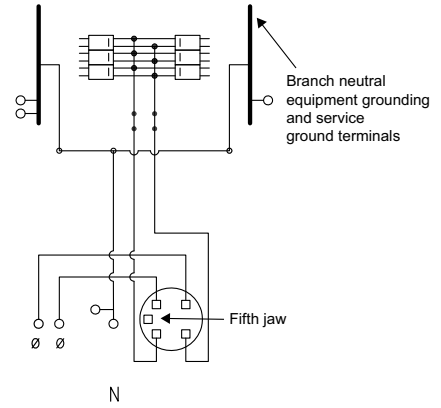 Branch neutral
equipment grounding
and service
ground terminals
Fifth jaw
Ø Ø
N